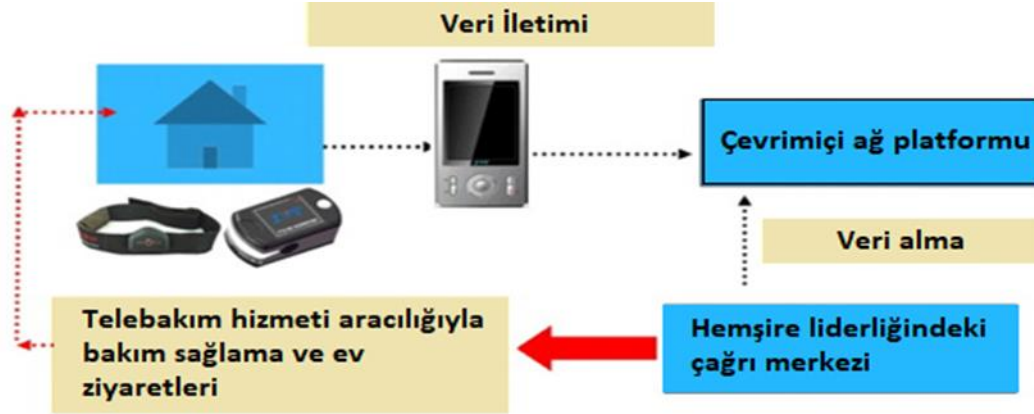 Veri İletimi
Çevrimiçi ağ platformu
Veri alma
Telebakım hizmeti aracılığıyla
bakım sağlama ve ev
ziyaretleri
Hemşire liderliğindeki
çağrı merkezi